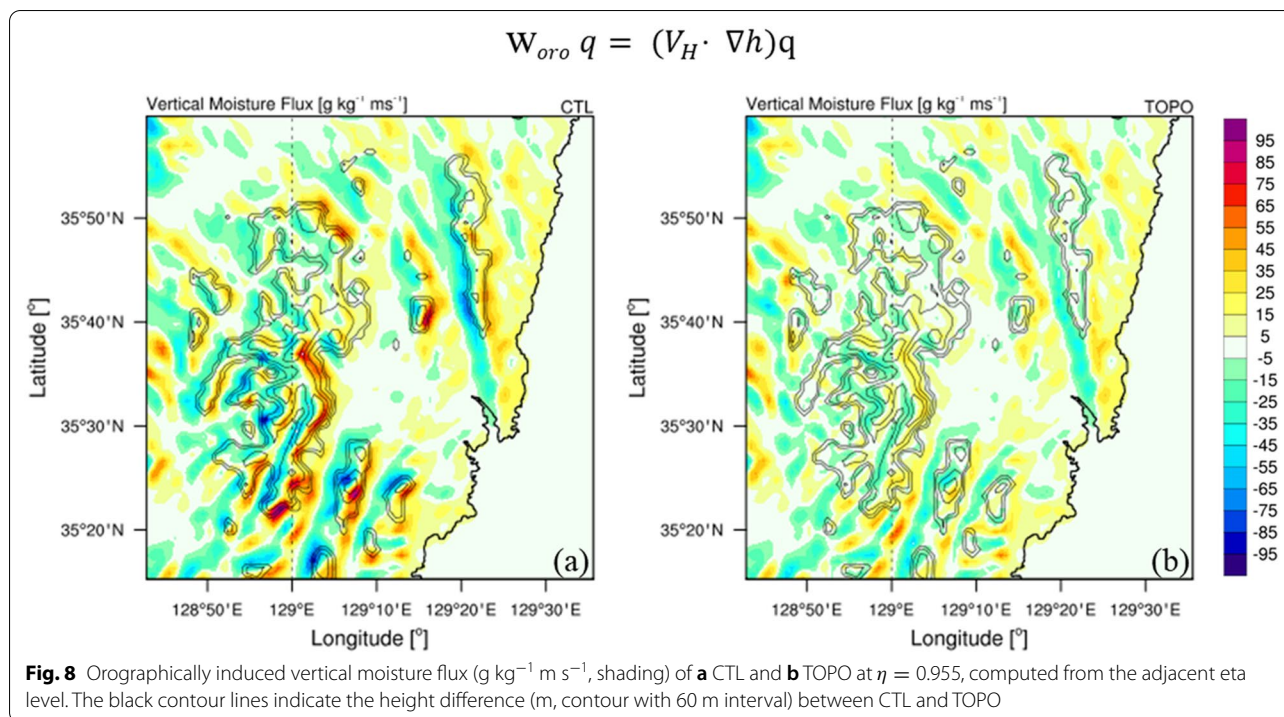 W_oro q = (V_H · ∇h)q
Vertical Moisture Flux [g kg⁻¹ ms⁻¹] CTL
35°50'N
35°40'N
35°30'N
35°20'N
Latitude [°]
128°50'E 129°E 129°10'E 129°20'E 129°30'E
Longitude [°]
(a)
Vertical Moisture Flux [g kg⁻¹ ms⁻¹] TOPO
35°50'N
35°40'N
35°30'N
35°20'N
Latitude [°]
128°50'E 129°E 129°10'E 129°20'E 129°30'E
Longitude [°]
(b)
95
85
75
65
55
45
35
25
15
5
-5
-15
-25
-35
-45
-55
-65
-75
-85
-95
Fig. 8 Orographically induced vertical moisture flux (g kg⁻¹ m s⁻¹, shading) of a CTL and b TOPO at η = 0.955, computed from the adjacent eta
level. The black contour lines indicate the height difference (m, contour with 60 m interval) between CTL and TOPO